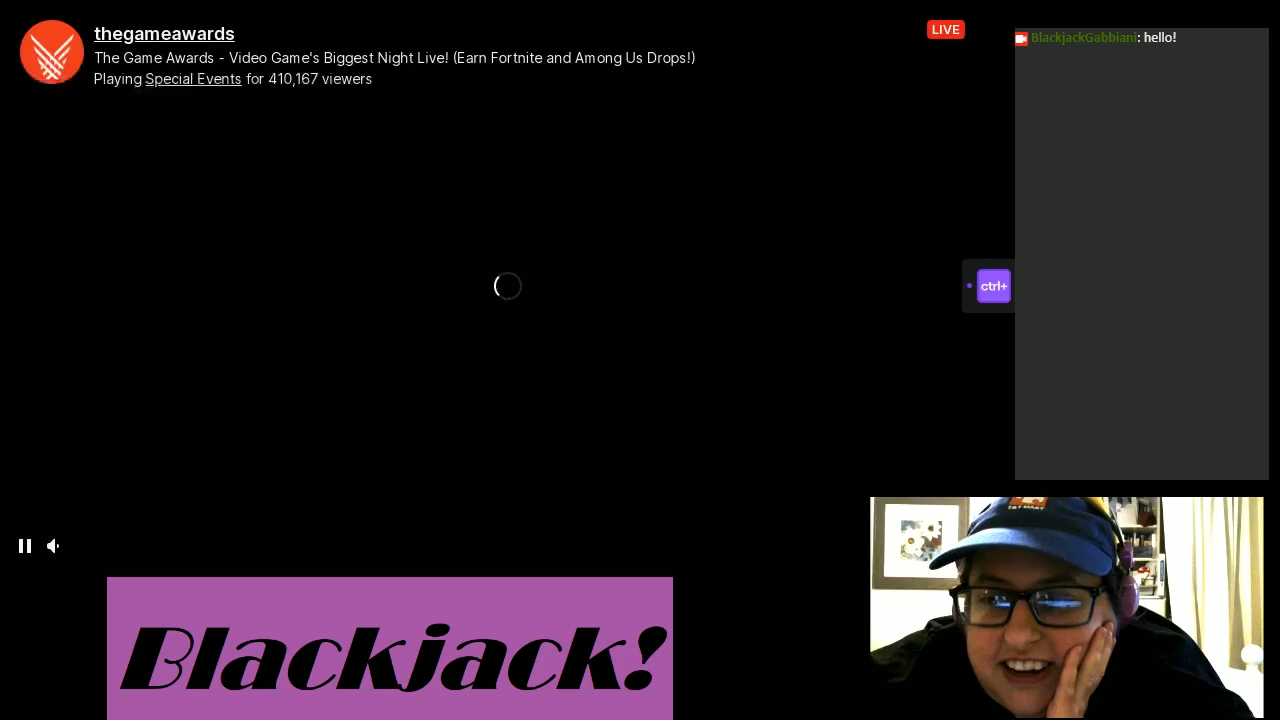 thegameawards
The Game Awards - Video Game's Biggest Night Live! (Earn Fortnite and Among Us Drops!)
Playing Special Events for 410,167 viewers
LIVE
BlackjackGabbiani: hello!
ctrl+
Blackjack!